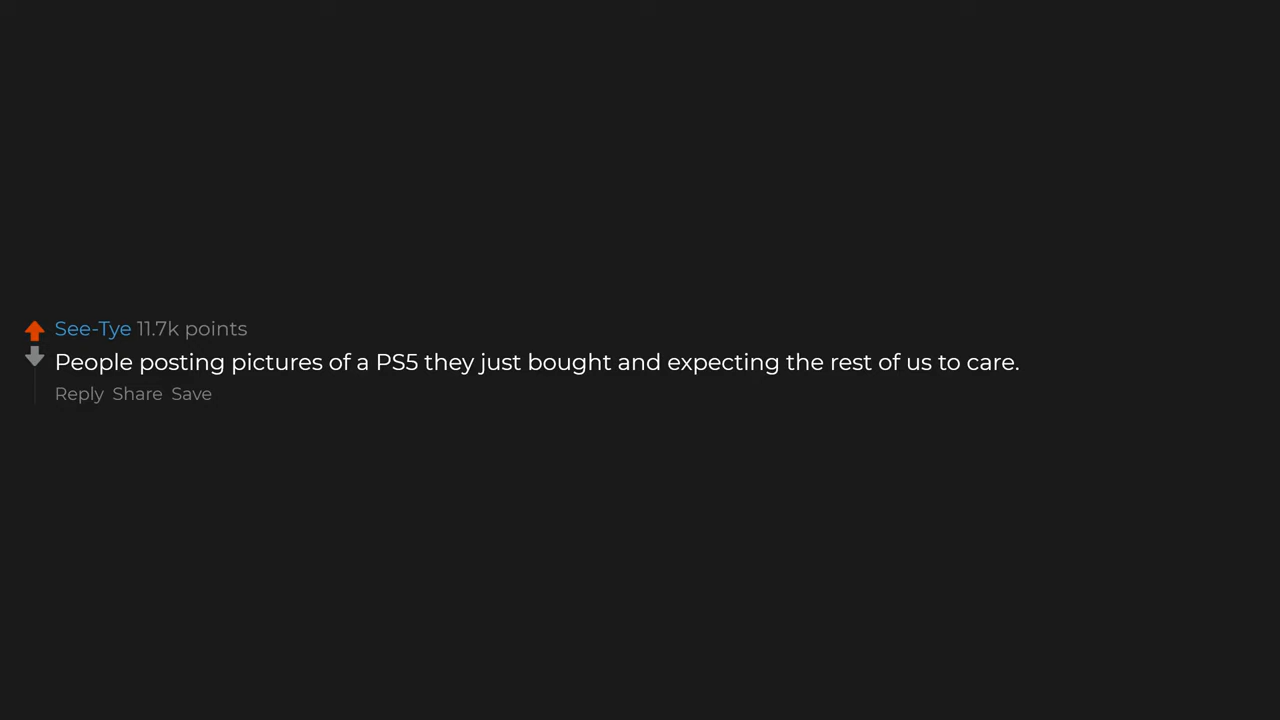 See-Tye 11.7k points
People posting pictures of a PS5 they just bought and expecting the rest of us to care.
Reply Share Save